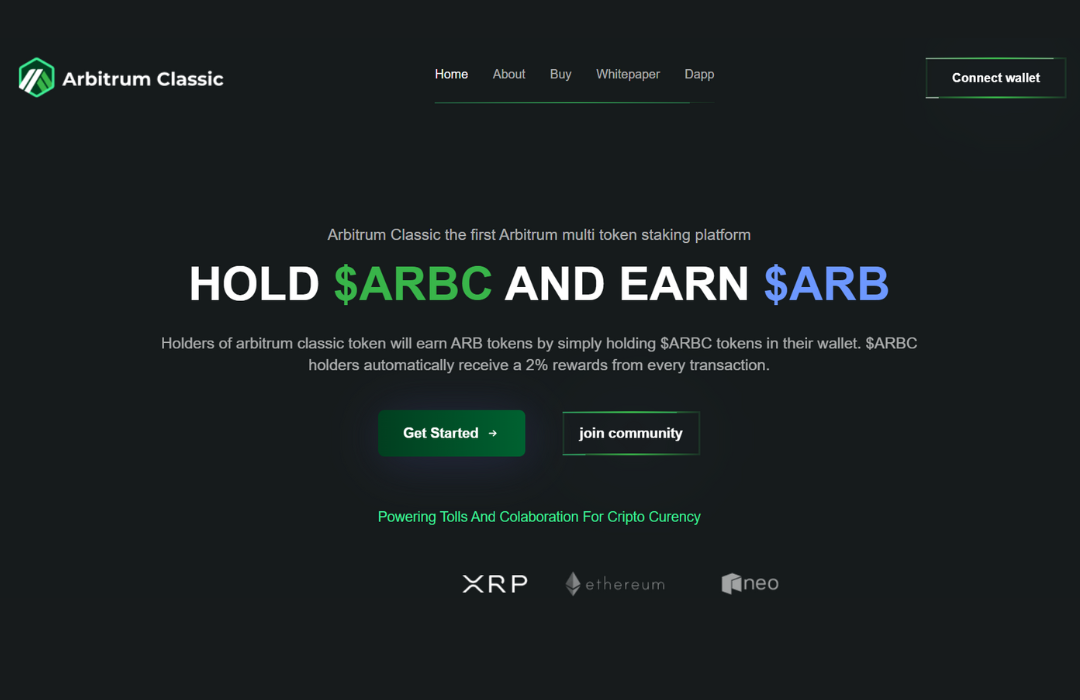 Arbitrum Classic
Home About Buy Whitepaper Dapp
Connect wallet
Arbitrum Classic the first Arbitrum multi token staking platform
HOLD $ARBC AND EARN $ARB
Holders of arbitrum classic token will earn ARB tokens by simply holding $ARBC tokens in their wallet. $ARBC
holders automatically receive a 2% rewards from every transaction.
Get Started →
join community
Powering Tolls And Colaboration For Cripto Curency
XRP ethereum neo